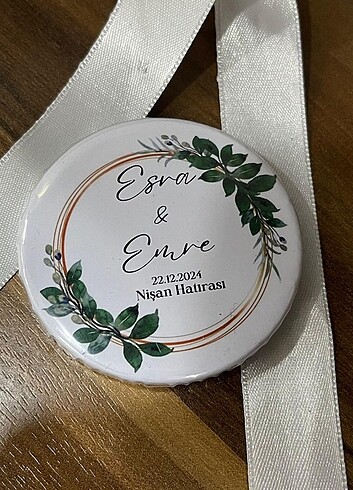 Esra
&
Emre
22.12.2024
Nişan Hatırası